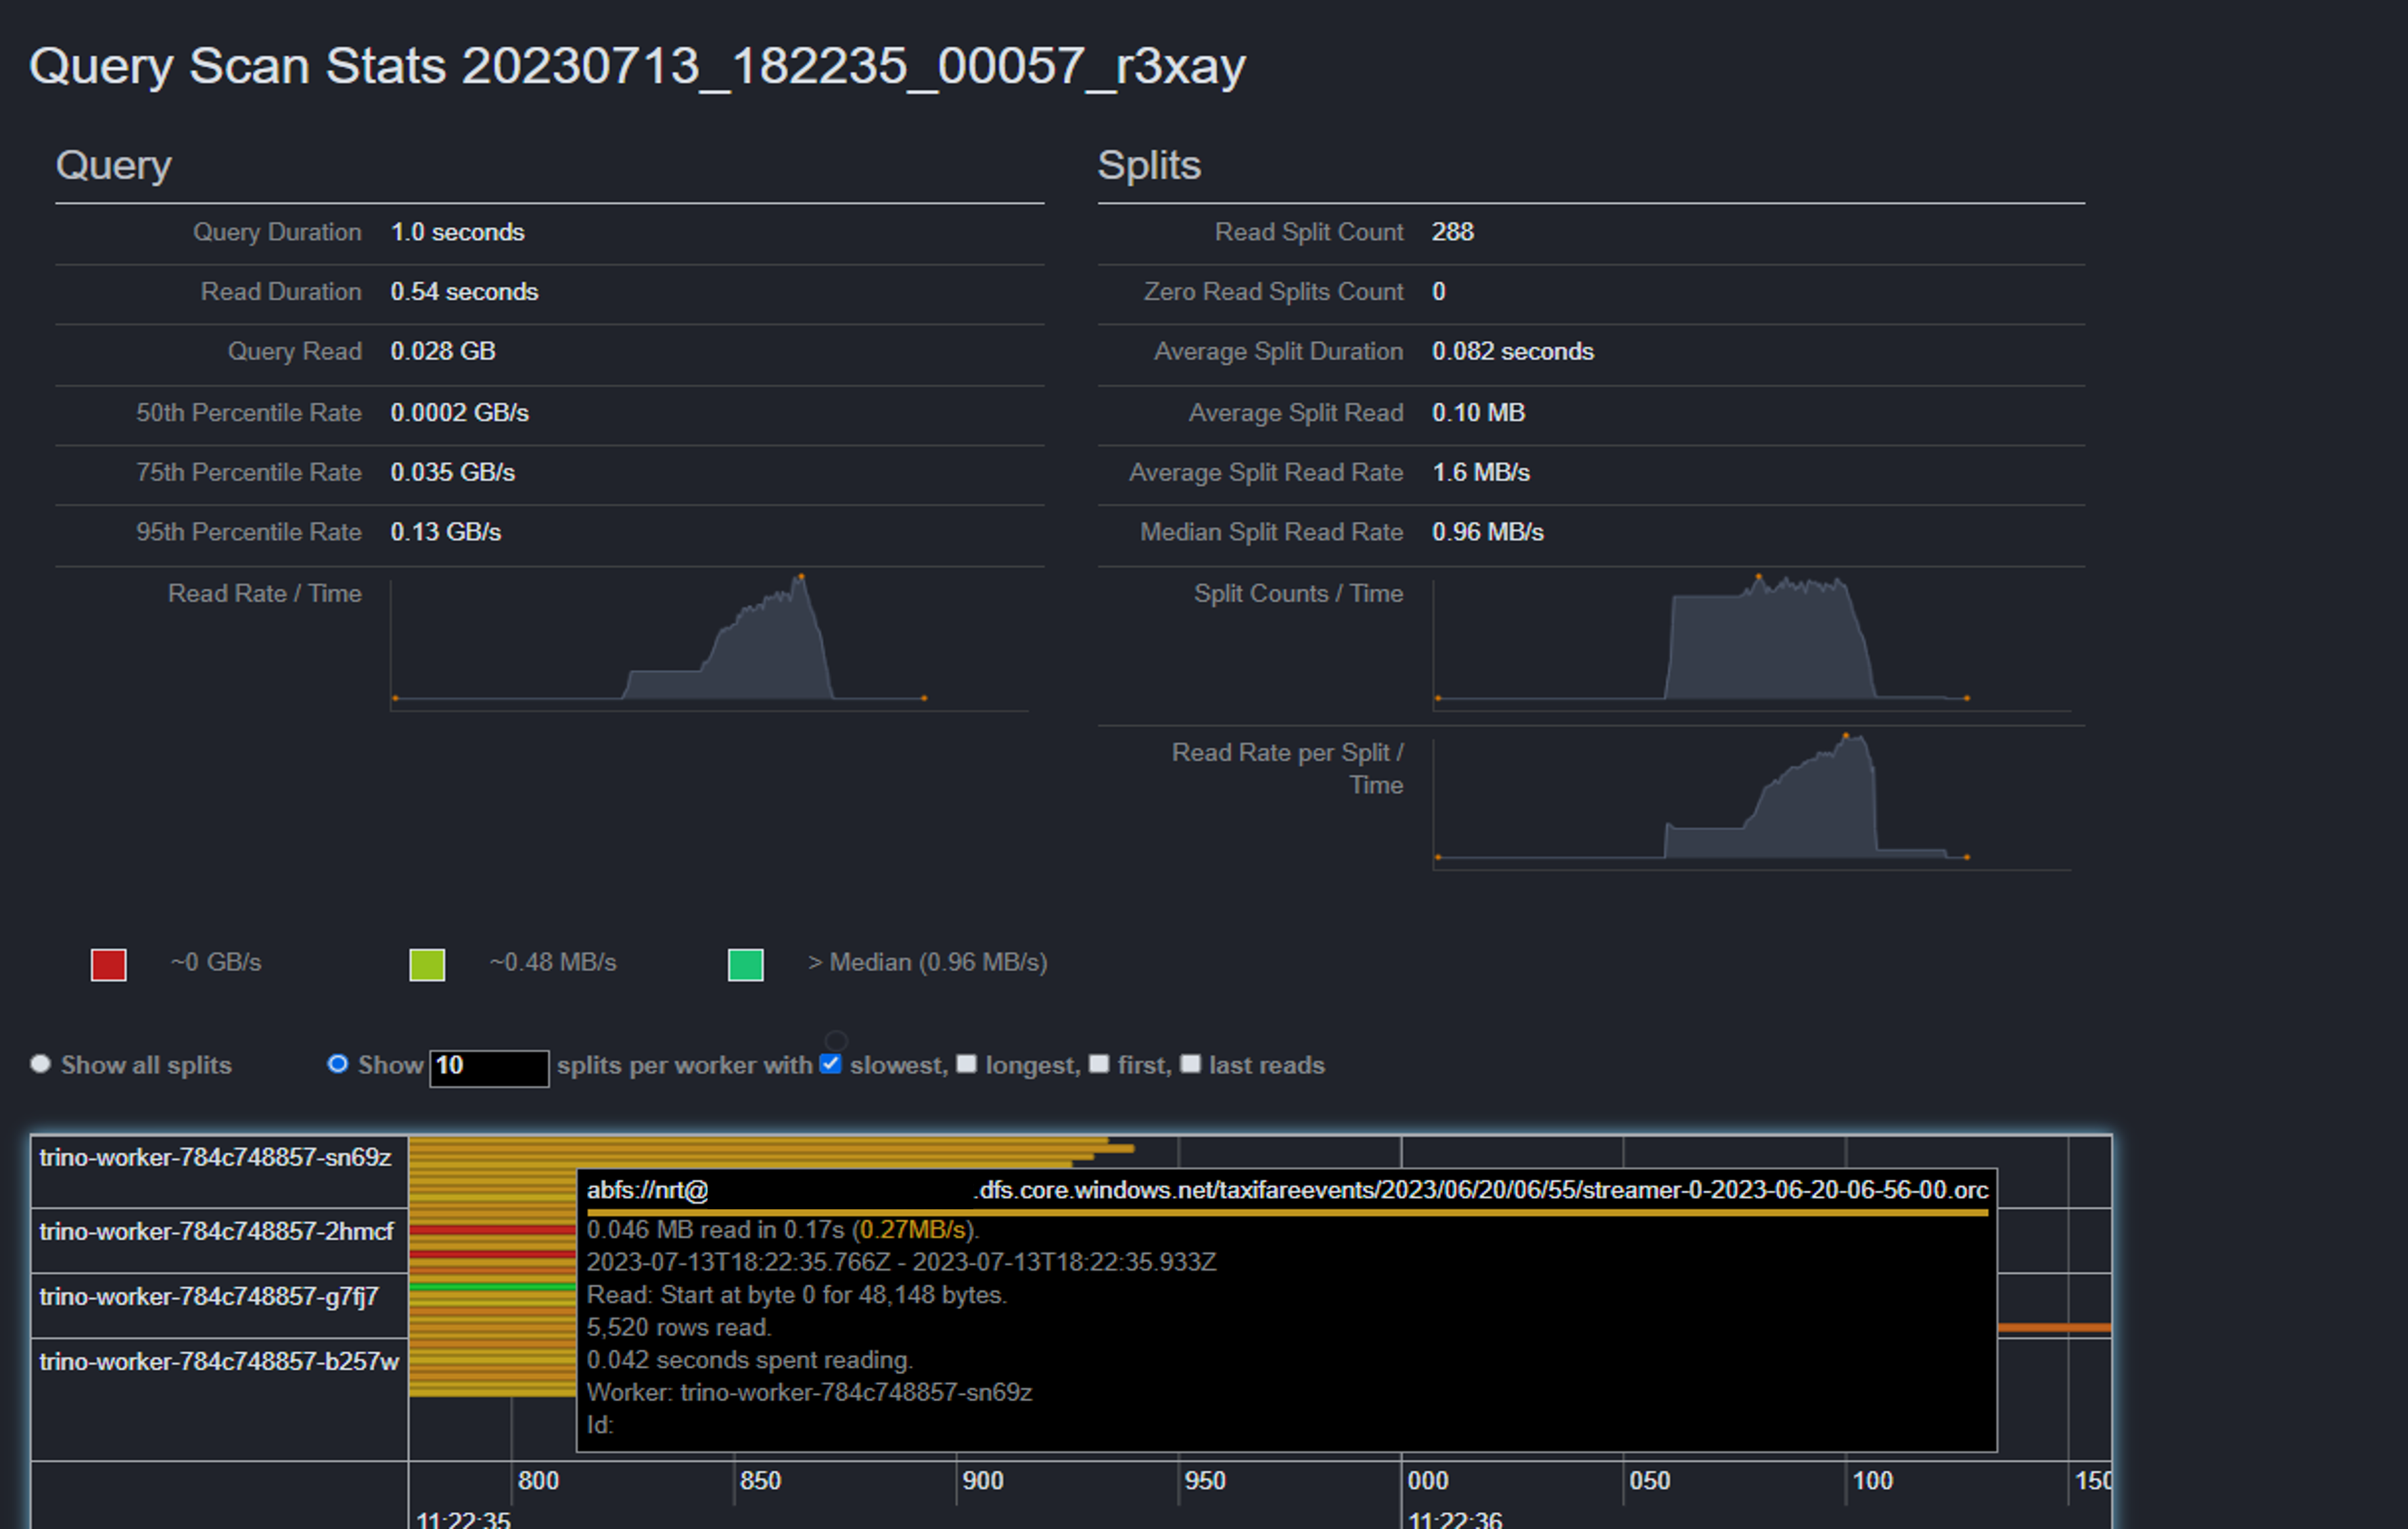 Query Scan Stats 20230713_182235_00057_r3xay
Query
Query Duration 1.0 seconds
Read Duration 0.54 seconds
Query Read 0.028 GB
50th Percentile Rate 0.0002 GB/s
75th Percentile Rate 0.035 GB/s
95th Percentile Rate 0.13 GB/s
Read Rate / Time
Splits
Read Split Count 288
Zero Read Splits Count 0
Average Split Duration 0.082 seconds
Average Split Read 0.10 MB
Average Split Read Rate 1.6 MB/s
Median Split Read Rate 0.96 MB/s
Split Counts / Time
Read Rate per Split /
Time
~0 GB/s ~0.48 MB/s > Median (0.96 MB/s)
Show all splits Show 10 splits per worker with slowest, longest, first, last reads
trino-worker-784c748857-sn69z
trino-worker-784c748857-2hmcf
trino-worker-784c748857-g7fj7
trino-worker-784c748857-b257w
abfs://nrt@ .dfs.core.windows.net/taxifareevents/2023/06/20/06/55/streamer-0-2023-06-20-06-56-00.orc
0.046 MB read in 0.17s (0.27MB/s).
2023-07-13T18:22:35.766Z - 2023-07-13T18:22:35.933Z
Read: Start at byte 0 for 48,148 bytes.
5,520 rows read.
0.042 seconds spent reading.
Worker: trino-worker-784c748857-sn69z
Id:
800 850 900 950 000 050 100 150
11:22:35 11:22:36